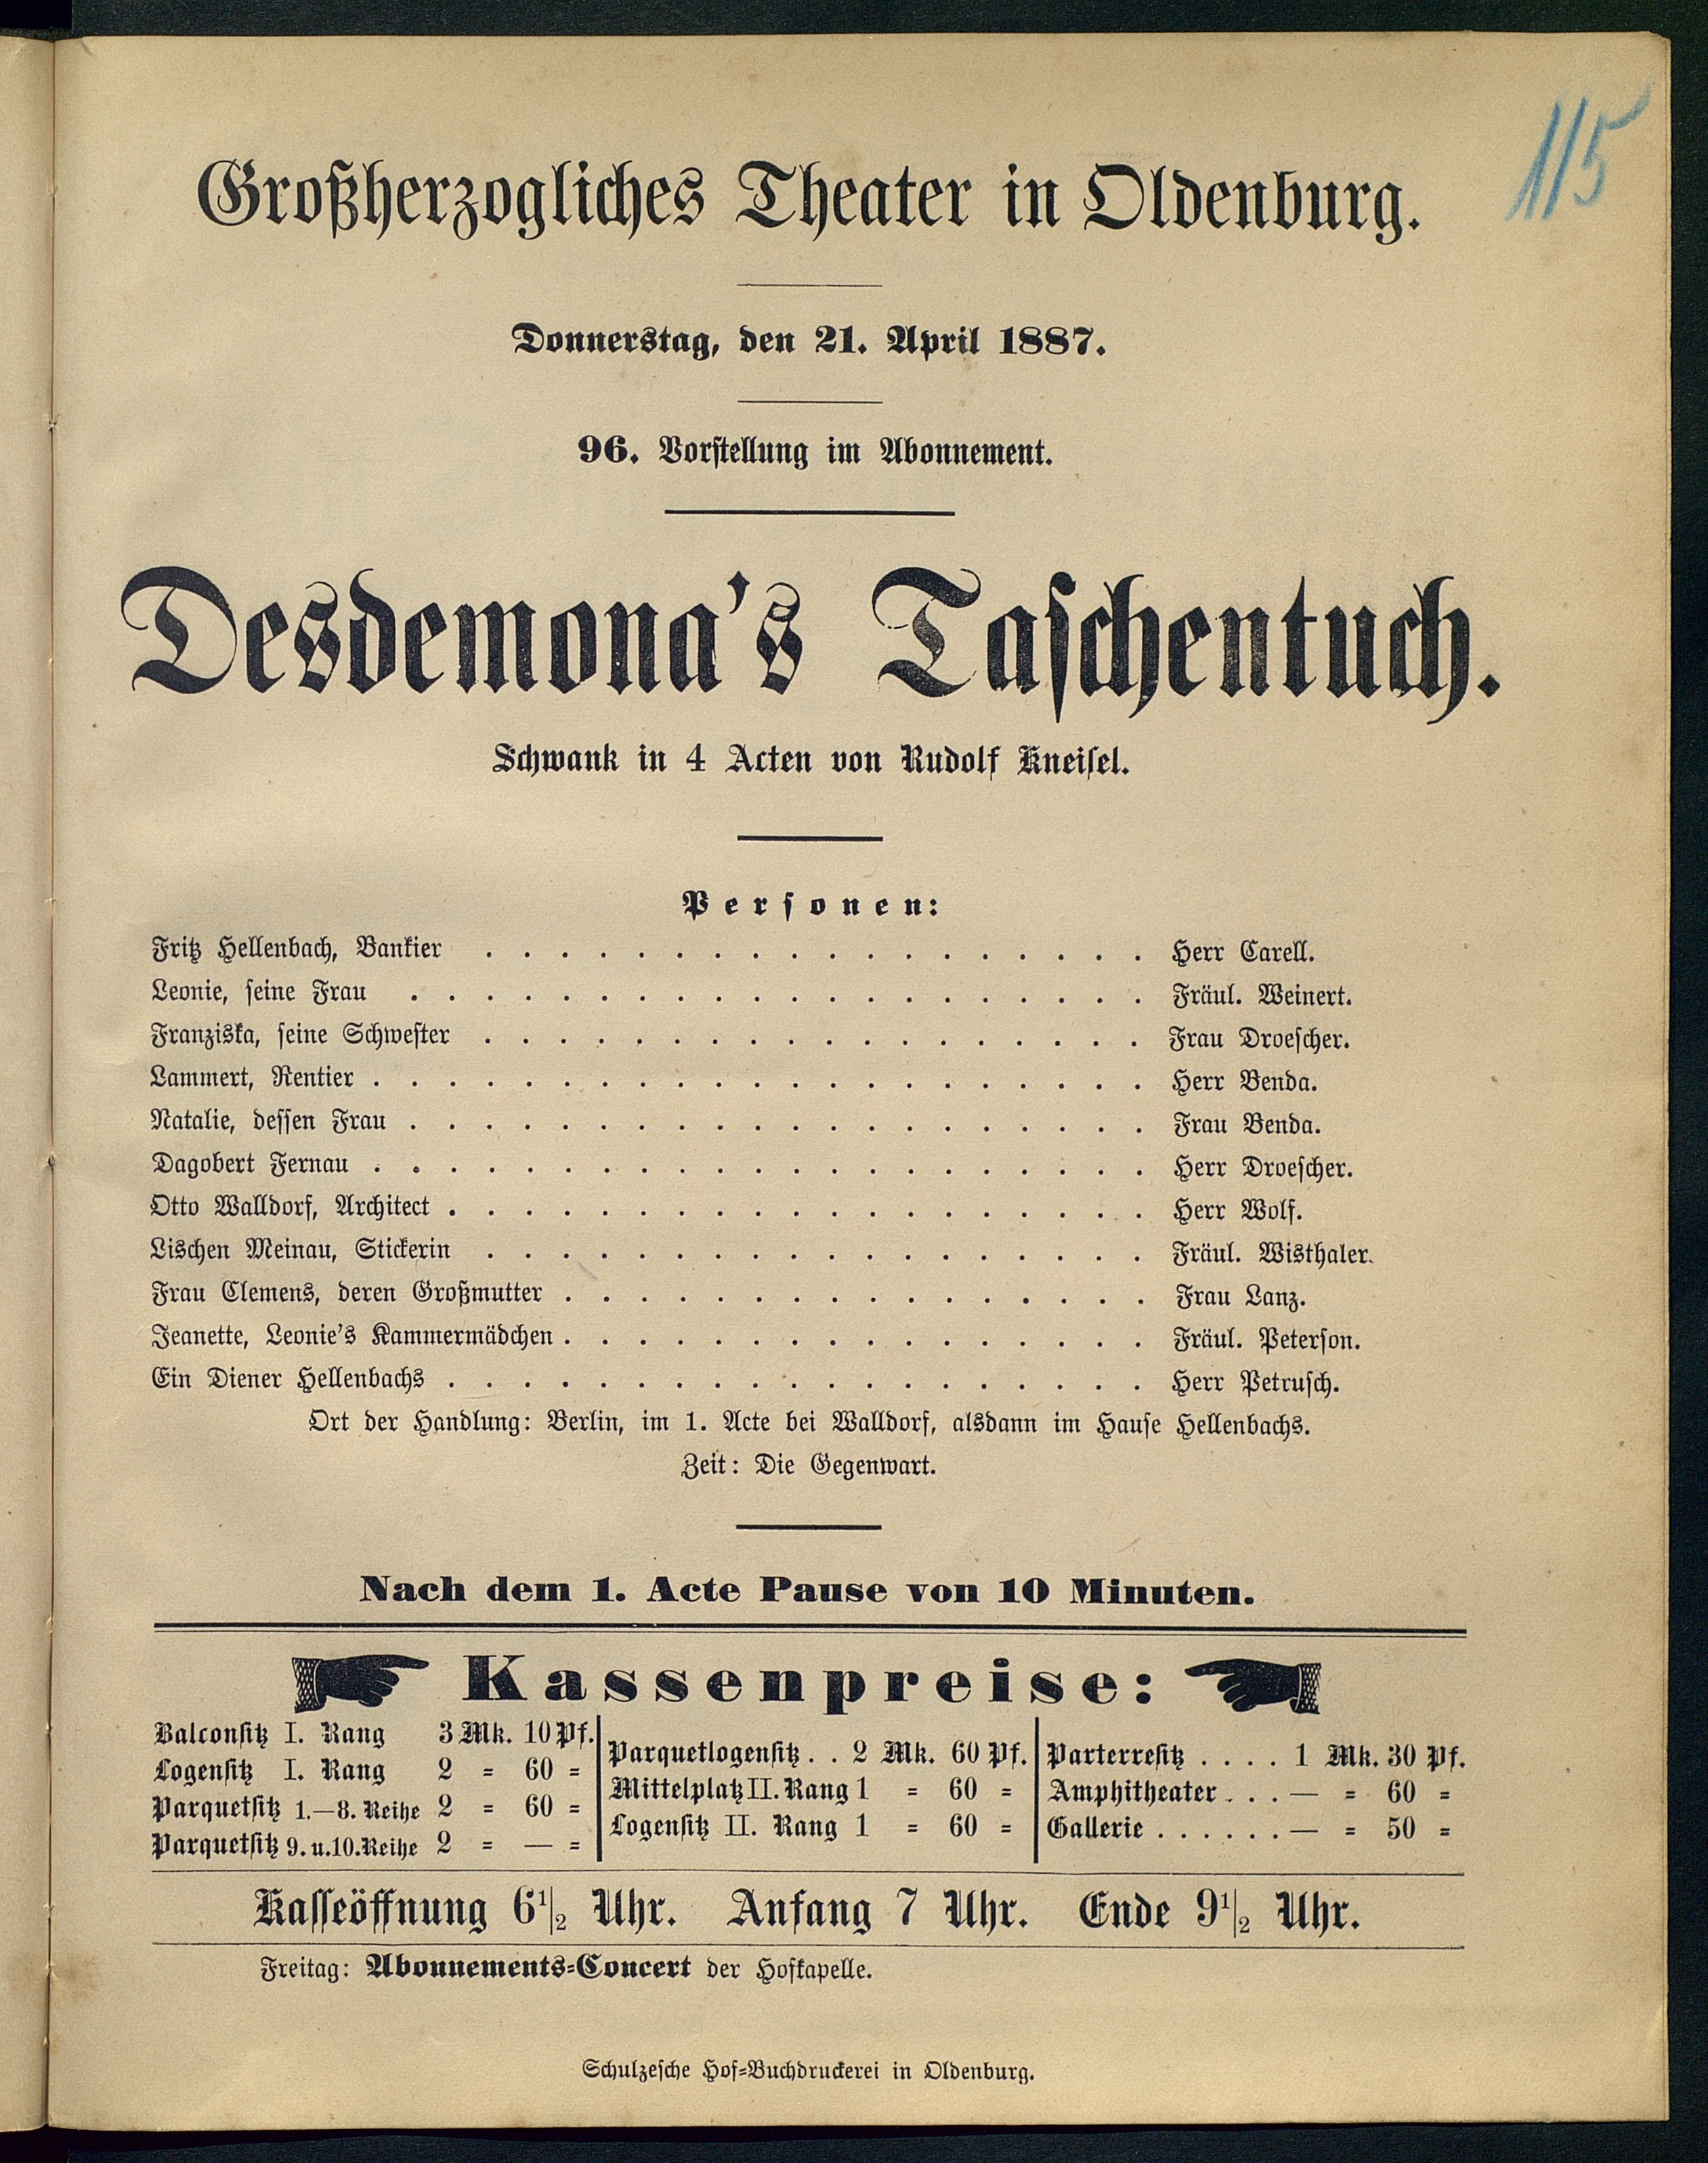 115
Großherzogliches Theater in Oldenburg.
Donnerstag, den 21. April 1887.
96. Vorstellung im Abonnement.
Desdemona's Taschentuch.
Schwank in 4 Acten von Rudolf Kneisel.
Personen:
Fritz Hellenbach, Bankier . . . . . . . . . . . . . . . . . . Herr Carell.
Leonie, seine Frau . . . . . . . . . . . . . . . . . . . . Fräul. Weinert.
Franziska, seine Schwester . . . . . . . . . . . . . . . . . . Frau Droescher.
Lammert, Rentier . . . . . . . . . . . . . . . . . . . . . Herr Benda.
Natalie, dessen Frau . . . . . . . . . . . . . . . . . . . . Frau Benda.
Dagobert Fernau . . . . . . . . . . . . . . . . . . . . . Herr Droescher.
Otto Walldorf, Architect . . . . . . . . . . . . . . . . . . . Herr Wolf.
Lischen Meinau, Stickerin . . . . . . . . . . . . . . . . . . Fräul. Wisthaler.
Frau Clemens, deren Großmutter . . . . . . . . . . . . . . . . Frau Lanz.
Jeanette, Leonie's Kammermädchen . . . . . . . . . . . . . . . . Fräul. Peterson.
Ein Diener Hellenbachs . . . . . . . . . . . . . . . . . . . Herr Petrusch.
Ort der Handlung: Berlin, im 1. Acte bei Walldorf, alsdann im Hause Hellenbachs.
Zeit: Die Gegenwart.
Nach dem 1. Acte Pause von 10 Minuten.
Kassenpreise:
Balconsitz I. Rang 3 Mk. 10 Pf.
Logensitz I. Rang 2 = 60 =
Parquetsitz 1.—8. Reihe 2 = 60 =
Parquetsitz 9. u. 10. Reihe 2 = — =
Parquetlogensitz . . 2 Mk. 60 Pf.
Mittelplatz II. Rang 1 = 60 =
Logensitz II. Rang 1 = 60 =
Parterresitz . . . . 1 Mk. 30 Pf.
Amphitheater . . . — = 60 =
Gallerie . . . . . . — = 50 =
Kasseöffnung 6½ Uhr. Anfang 7 Uhr. Ende 9½ Uhr.
Freitag: Abonnements=Concert der Hofkapelle.
Schulzesche Hof=Buchdruckerei in Oldenburg.